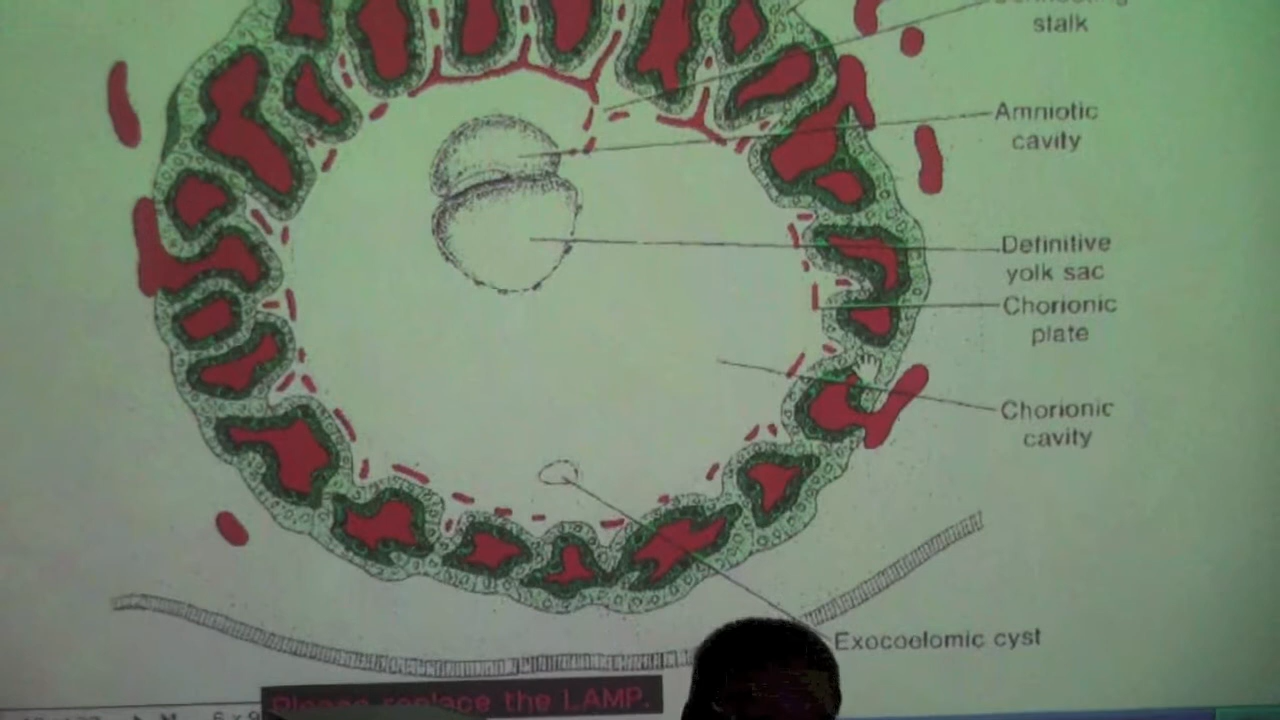 stalk
Amniotic
cavity
Definitive
yolk sac
Chorionic
plate
Chorionic
cavity
Exocoelomic cyst
Please replace the LAMP.